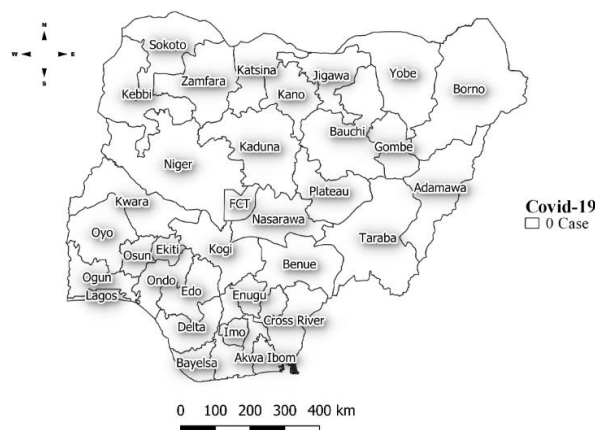 N
W E
S
Sokoto
Katsina
Jigawa
Yobe
Zamfara
Borno
Kebbi
Kano
Bauchi
Gombe
Kaduna
Niger
Adamawa
Plateau
Kwara
FCT
Nasarawa
Covid-19
0 Case
Oyo
Taraba
Osun
Ekiti
Kogi
Benue
Ogun
Ondo
Edo
Enugu
Lagos
Cross River
Delta
Imo
Bayelsa
Akwa Ibom
0 100 200 300 400 km